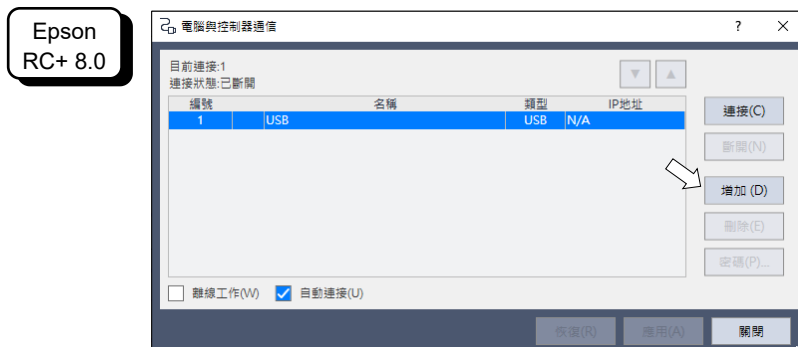 Epson
RC+ 8.0
電腦與控制器通信
?
目前連接:1
連接狀態:已斷開
編號 名稱 類型 IP地址
1 USB USB N/A
連接(C)
斷開(N)
增加 (D)
刪除(E)
密碼(P)...
離線工作(W) 自動連接(U)
恢復(R) 應用(A) 關閉